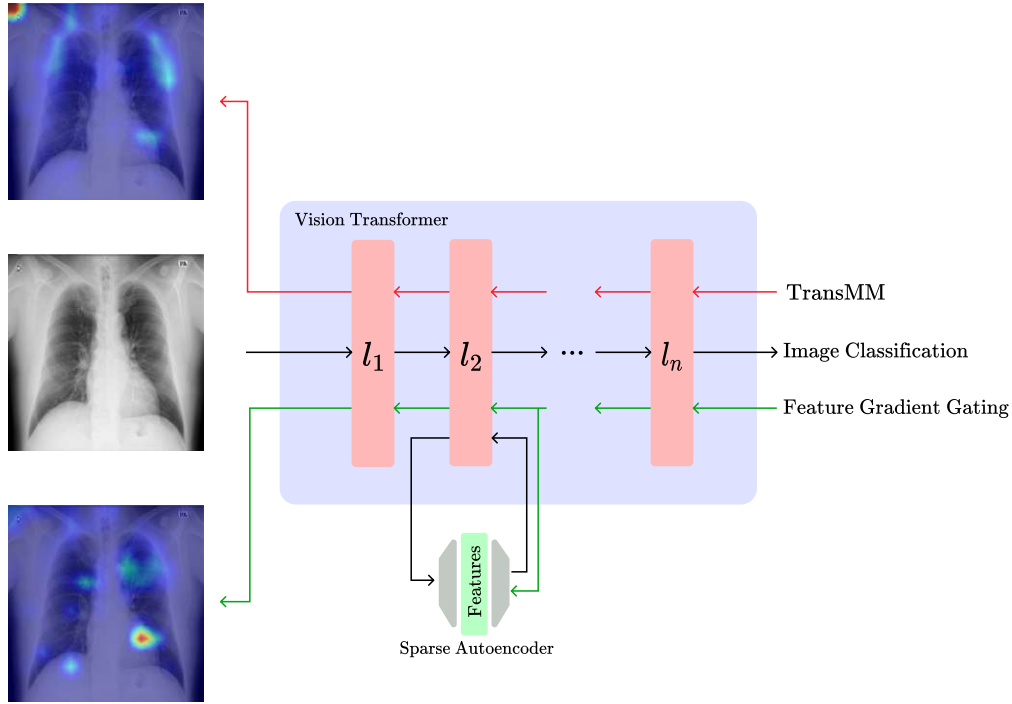 Vision Transformer
TransMM
l₁
l₂
...
lₙ
Image Classification
Feature Gradient Gating
Features
Sparse Autoencoder